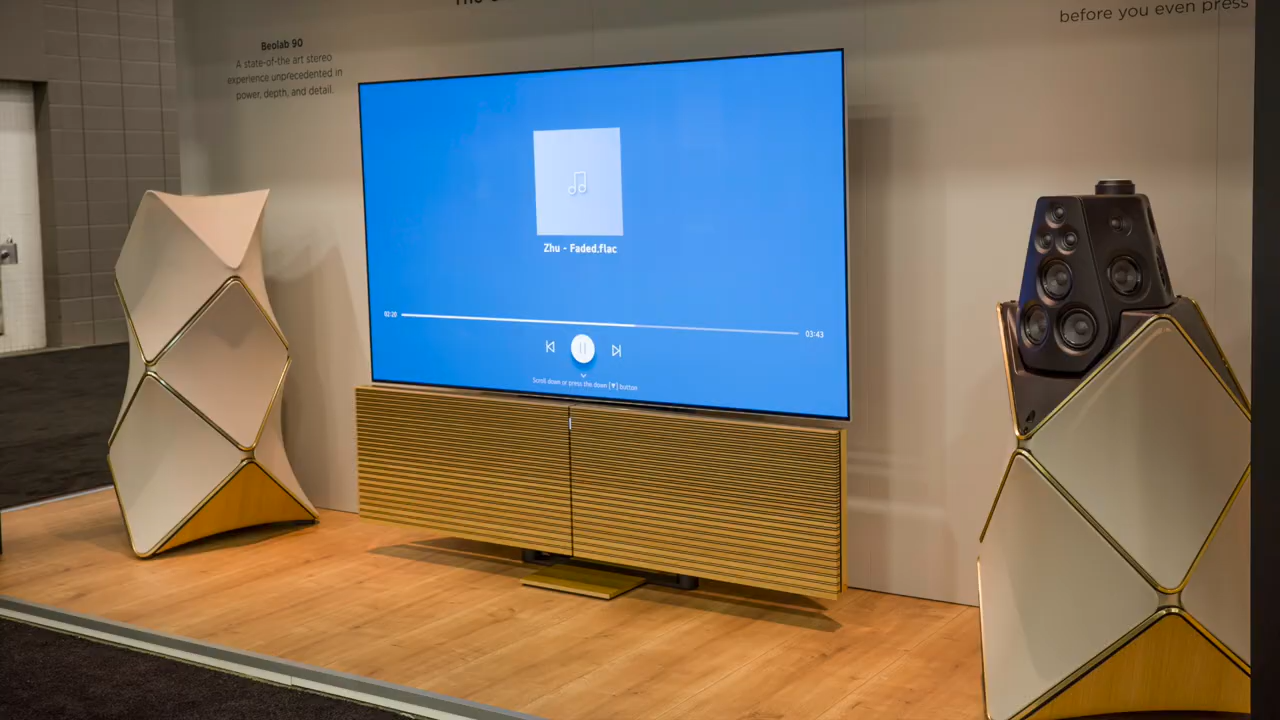 before you even press
Beolab 90
A state-of-the art stereo
experience unprecedented in
power, depth, and detail.
Zhu - Faded.flac
02:20
03:43
Scroll down or press the down [▼] button